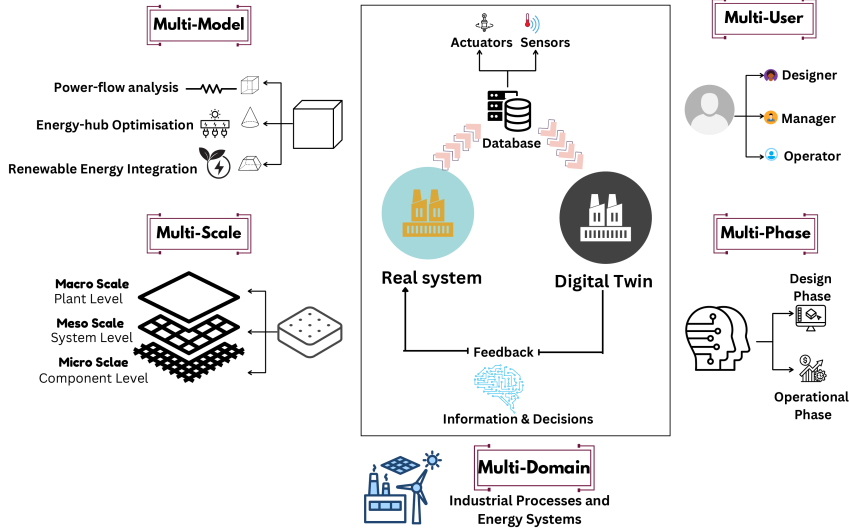 Multi-Model
Power-flow analysis
Energy-hub Optimisation
Renewable Energy Integration
Multi-Scale
Macro Scale
Plant Level
Meso Scale
System Level
Micro Sclae
Component Level
Actuators
Sensors
Database
Real system
Digital Twin
Feedback
Information & Decisions
Multi-Domain
Industrial Processes and
Energy Systems
Multi-User
Designer
Manager
Operator
Multi-Phase
Design
Phase
Operational
Phase